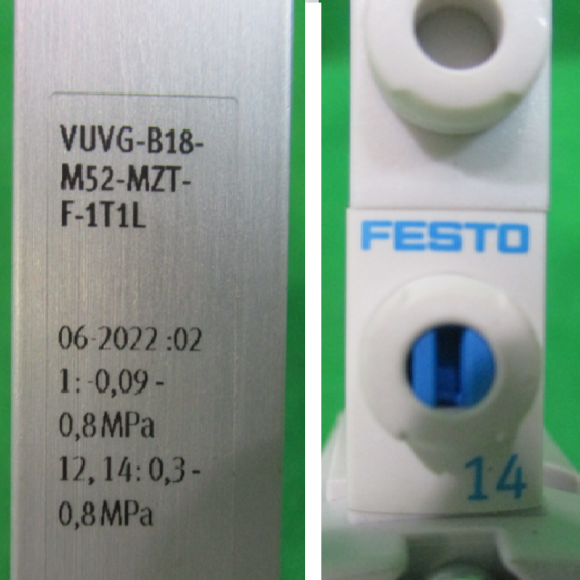 VUVG-B18-
M52-MZT-
F-1T1L
06-2022 :02
1: -0,09 -
0,8 MPa
12, 14: 0,3 -
0,8 MPa
FESTO
14